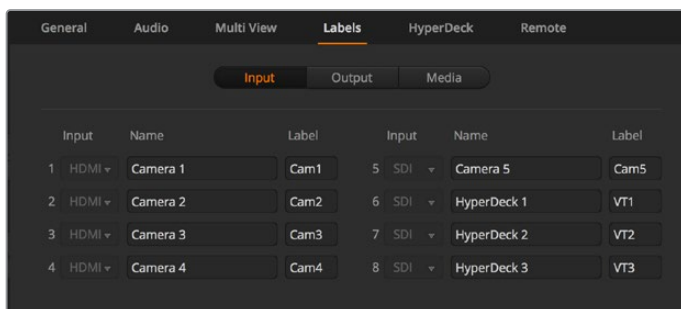 General Audio Multi View Labels HyperDeck Remote
Input Output Media
Input Name Label Input Name Label
1 HDMI Camera 1 Cam1 5 SDI Camera 5 Cam5
2 HDMI Camera 2 Cam2 6 SDI HyperDeck 1 VT1
3 HDMI Camera 3 Cam3 7 SDI HyperDeck 2 VT2
4 HDMI Camera 4 Cam4 8 SDI HyperDeck 3 VT3